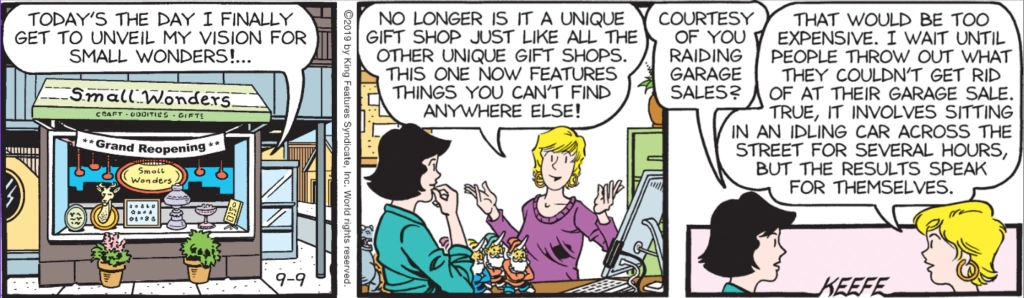 TODAY'S THE DAY I FINALLY
GET TO UNVEIL MY VISION FOR
SMALL WONDERS!...
Small Wonders
CRAFT - ODDITIES - GIFTS
Grand Reopening
Small
Wonders
9-9
©2019 by King Features Syndicate, Inc. World rights reserved.
NO LONGER IS IT A UNIQUE
GIFT SHOP JUST LIKE ALL THE
OTHER UNIQUE GIFT SHOPS.
THIS ONE NOW FEATURES
THINGS YOU CAN'T FIND
ANYWHERE ELSE!
COURTESY
OF YOU
RAIDING
GARAGE
SALES?
THAT WOULD BE TOO
EXPENSIVE. I WAIT UNTIL
PEOPLE THROW OUT WHAT
THEY COULDN'T GET RID
OF AT THEIR GARAGE SALE.
TRUE, IT INVOLVES SITTING
IN AN IDLING CAR ACROSS THE
STREET FOR SEVERAL HOURS,
BUT THE RESULTS SPEAK
FOR THEMSELVES.
KEEFE